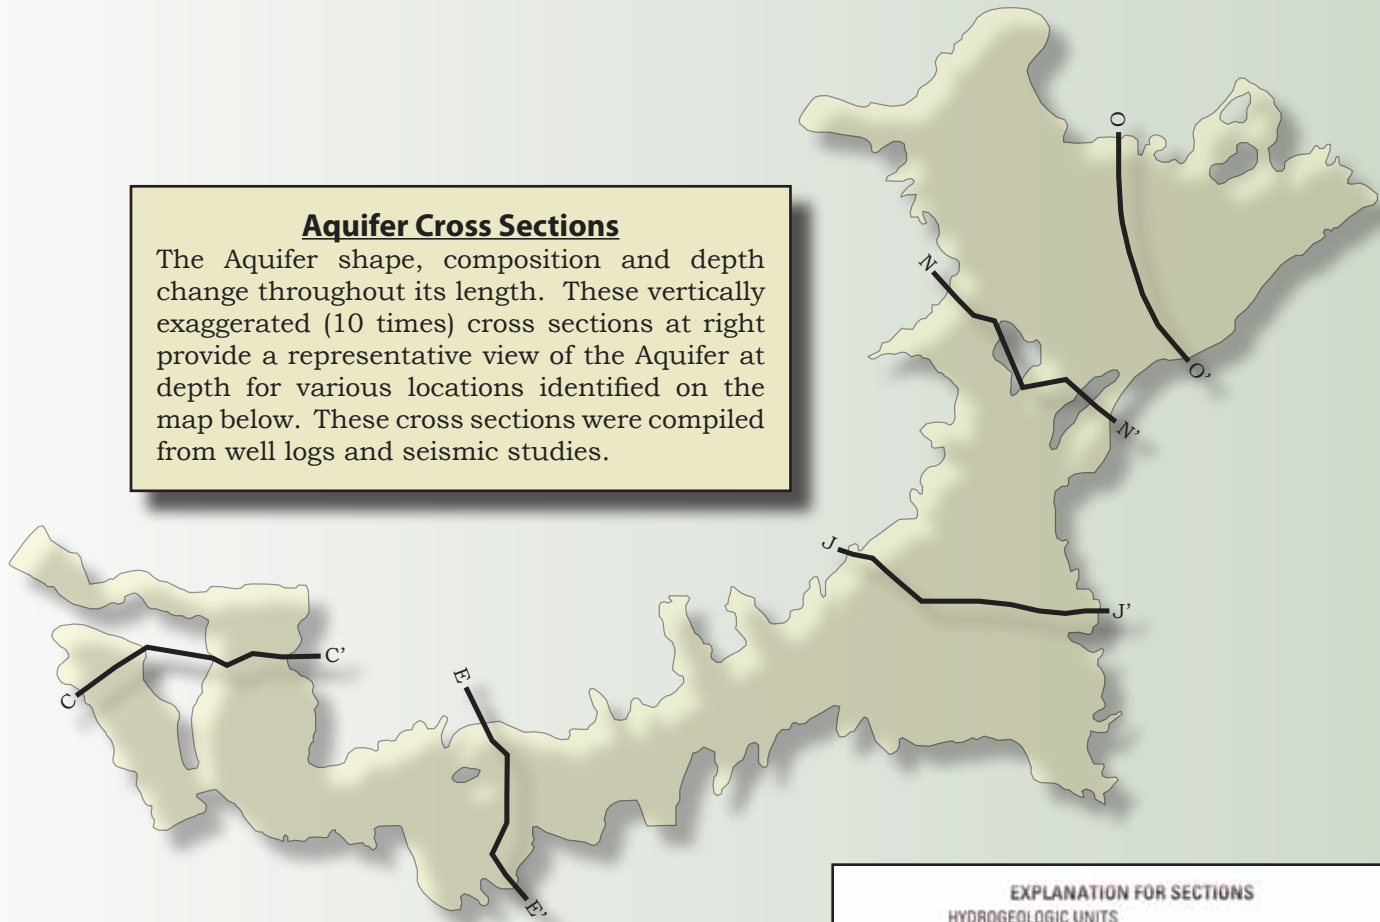 Aquifer Cross Sections
The Aquifer shape, composition and depth
change throughout its length. These vertically
exaggerated (10 times) cross sections at right
provide a representative view of the Aquifer at
depth for various locations identified on the
map below. These cross sections were compiled
from well logs and seismic studies.
O
N
O'
N'
J
J'
C'
C
E
E'
EXPLANATION FOR SECTIONS
HYDROGEOLOGIC UNITS